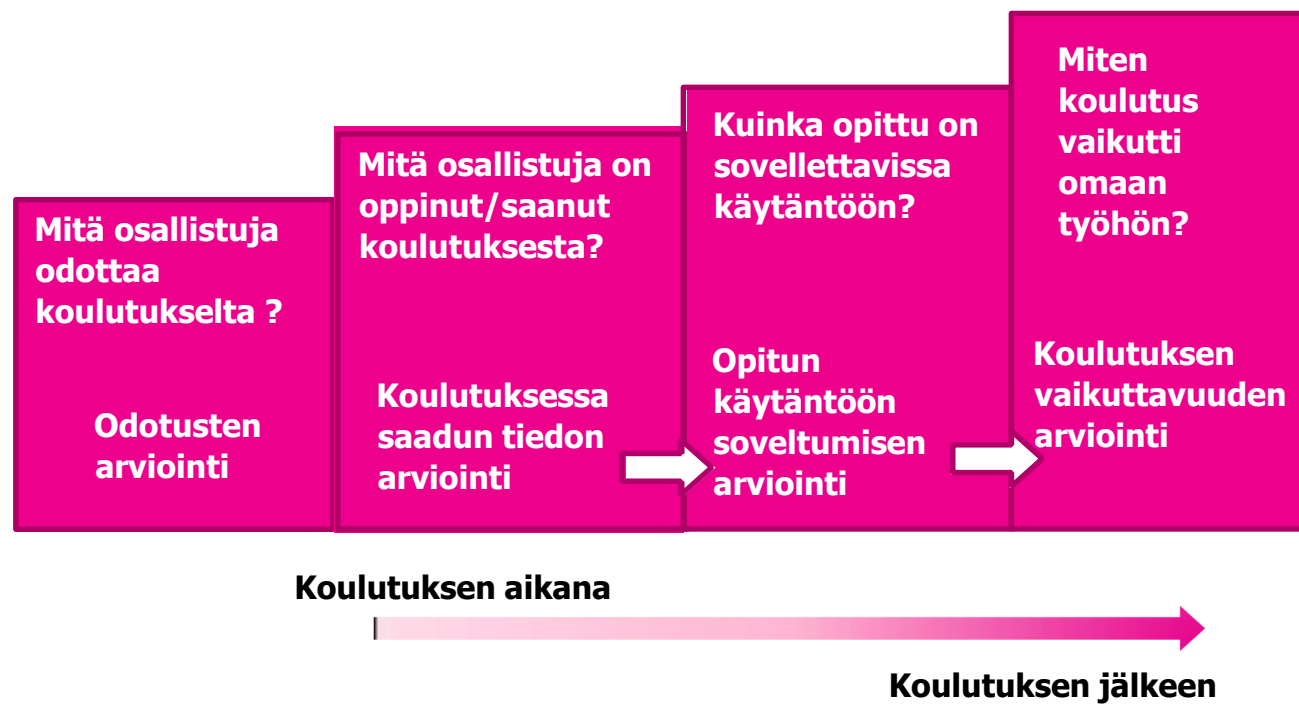 Mitä osallistuja
odottaa
koulutukselta ?
Odotusten
arviointi
Mitä osallistuja on
oppinut/saanut
koulutuksesta?
Koulutuksessa
saadun tiedon
arviointi
Kuinka opittu on
sovellettavissa
käytäntöön?
Opitun
käytäntöön
soveltumisen
arviointi
Miten
koulutus
vaikutti
omaan
työhön?
Koulutuksen
vaikuttavuuden
arviointi
Koulutuksen aikana
Koulutuksen jälkeen